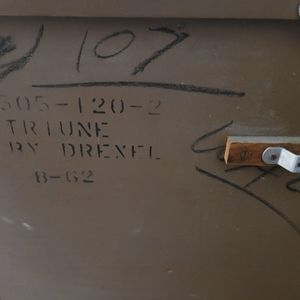 107
505-120-2
TRIUNE
BY DREXEL
8-62